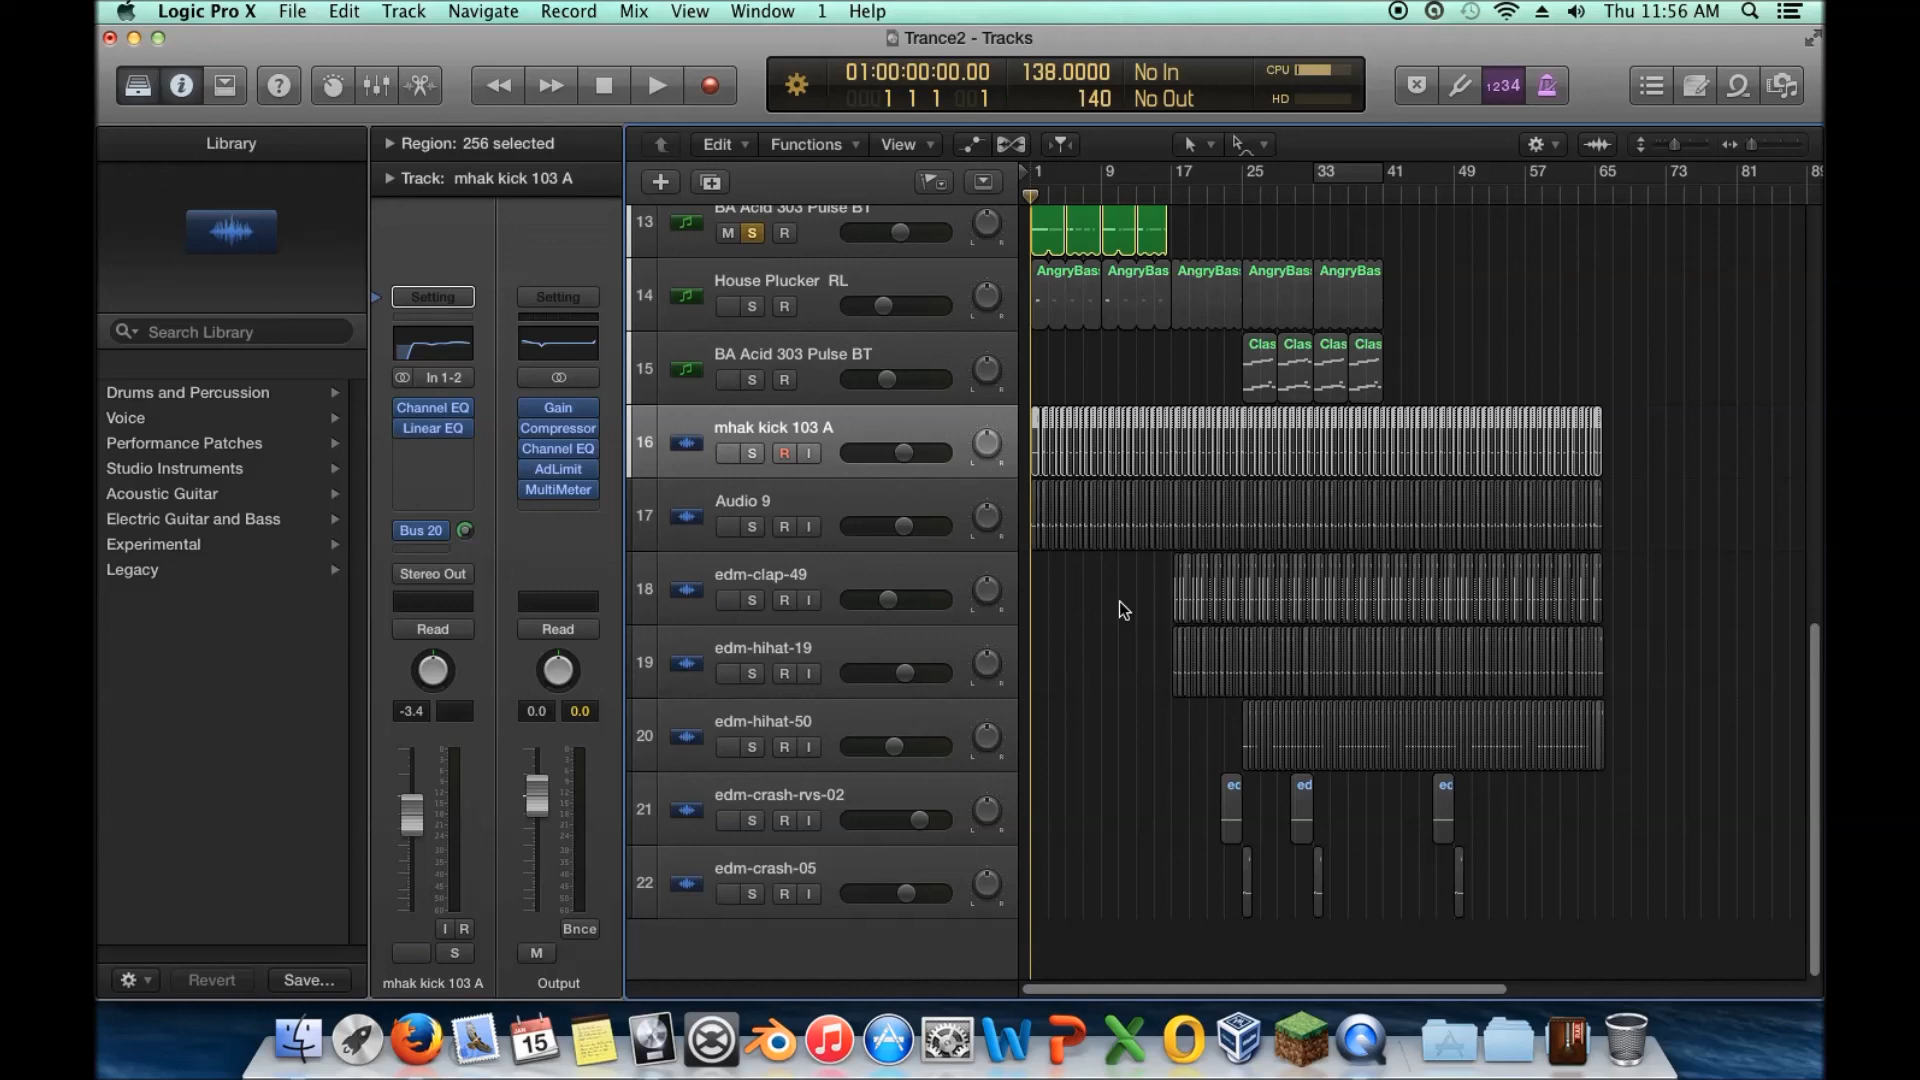 Logic Pro X File Edit Track Navigate Record Mix View Window 1 Help Thu 11:56 AM
Trance2 - Tracks
01:00:00:00.00 138.0000 No In CPU
1 1 1 1 140 No Out HD
1234
Library
Region: 256 selected
Track: mhak kick 103 A
Edit Functions View
1 9 17 25 33 41 49 57 65 73 81 89
Search Library
Drums and Percussion
Voice
Performance Patches
Studio Instruments
Acoustic Guitar
Electric Guitar and Bass
Experimental
Legacy
Revert Save...
Setting Setting
In 1-2
Channel EQ Gain
Linear EQ Compressor
Channel EQ
AdLimit
MultiMeter
Bus 20
Stereo Out
Read Read
-3.4 0.0 0.0
I R Bnce
S M
mhak kick 103 A Output
13 BA Acid 303 Pulse BT
M S R
L R
14 House Plucker RL
S R
L R
AngryBas AngryBas AngryBas AngryBas AngryBas
15 BA Acid 303 Pulse BT
S R
L R
Clas Clas Clas Clas
16 mhak kick 103 A
S R I
L R
17 Audio 9
S R I
L R
18 edm-clap-49
S R I
L R
19 edm-hihat-19
S R I
L R
20 edm-hihat-50
S R I
L R
21 edm-crash-rvs-02
S R I
L R
ed ed ed
22 edm-crash-05
S R I
L R
JAN
15